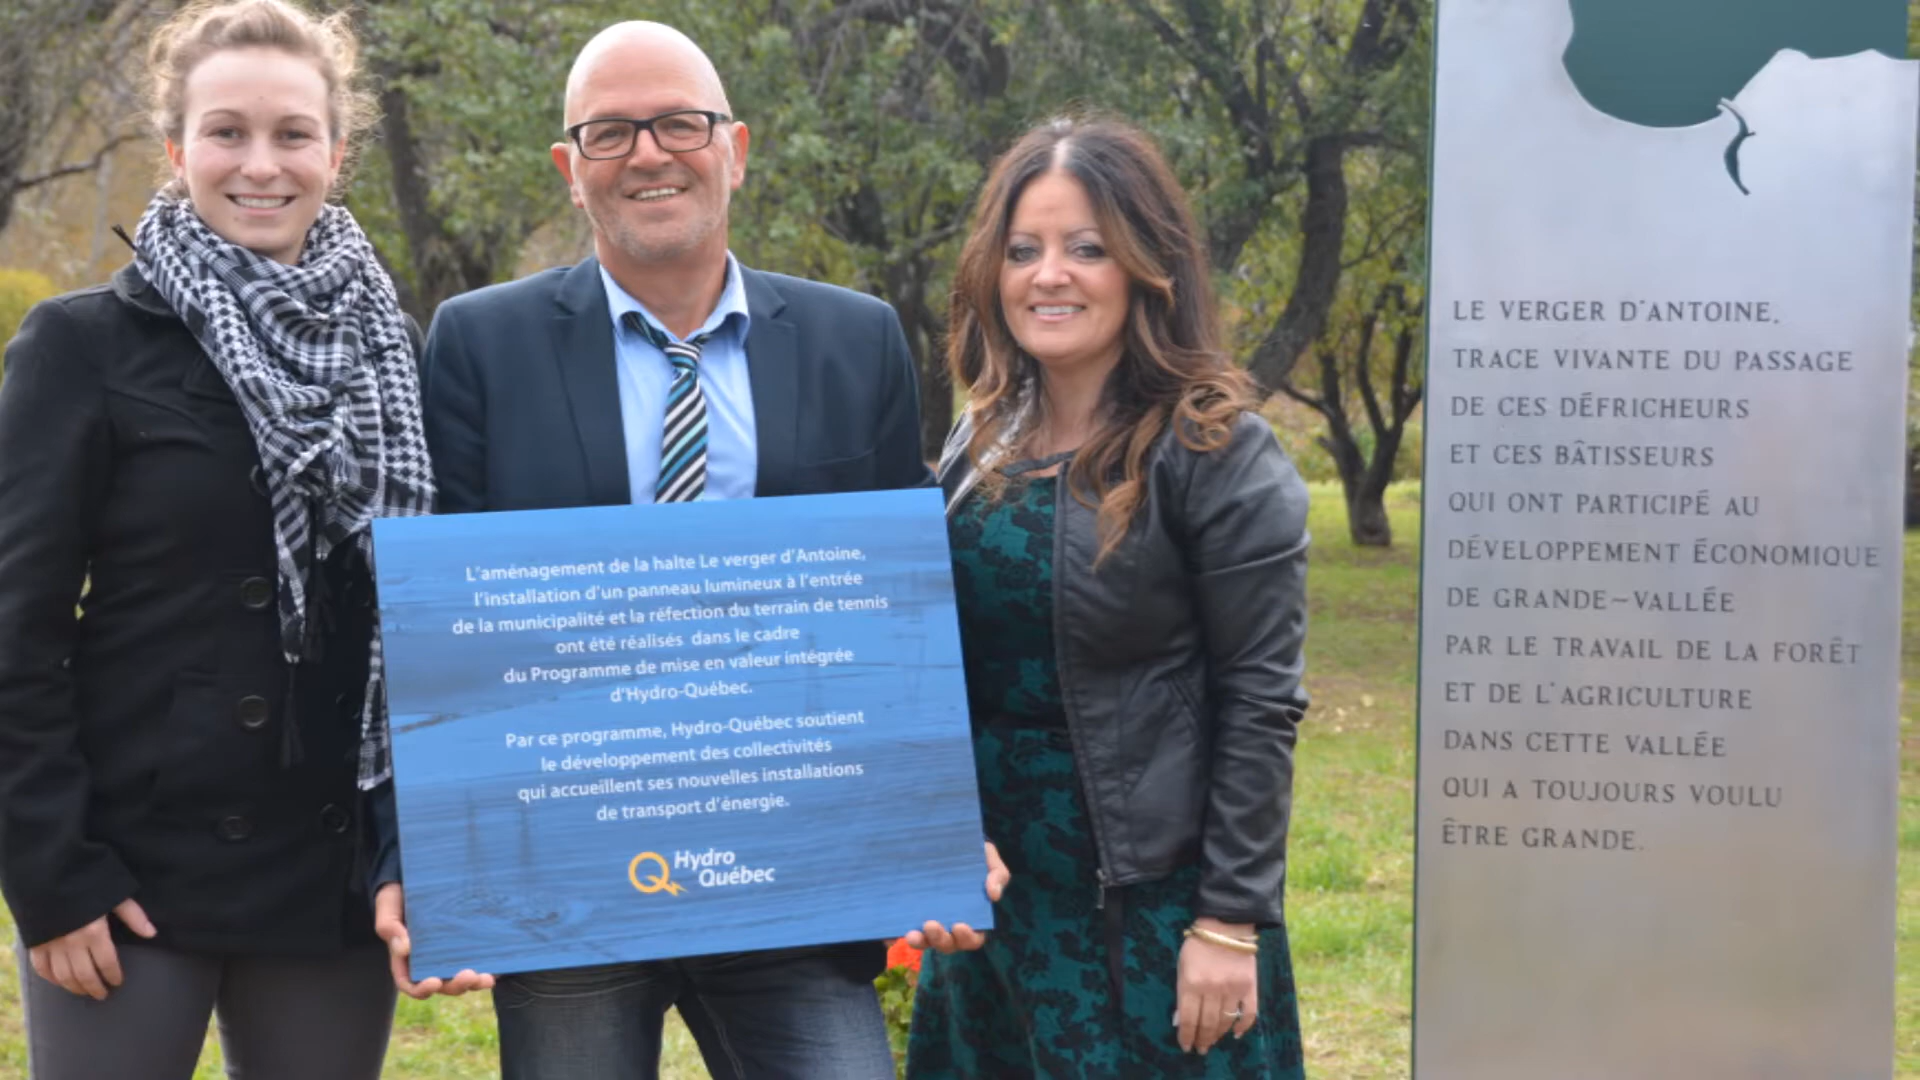 L'aménagement de la halte Le verger d'Antoine,
l'installation d'un panneau lumineux à l'entrée
de la municipalité et la réfection du terrain de tennis
ont été réalisés dans le cadre
du Programme de mise en valeur intégrée
d'Hydro-Québec.
Par ce programme, Hydro-Québec soutient
le développement des collectivités
qui accueillent ses nouvelles installations
de transport d'énergie.
Hydro
Québec
LE VERGER D'ANTOINE,
TRACE VIVANTE DU PASSAGE
DE CES DÉFRICHEURS
ET CES BÂTISSEURS
QUI ONT PARTICIPÉ AU
DÉVELOPPEMENT ÉCONOMIQUE
DE GRANDE-VALLÉE
PAR LE TRAVAIL DE LA FORÊT
ET DE L'AGRICULTURE
DANS CETTE VALLÉE
QUI A TOUJOURS VOULU
ÊTRE GRANDE.